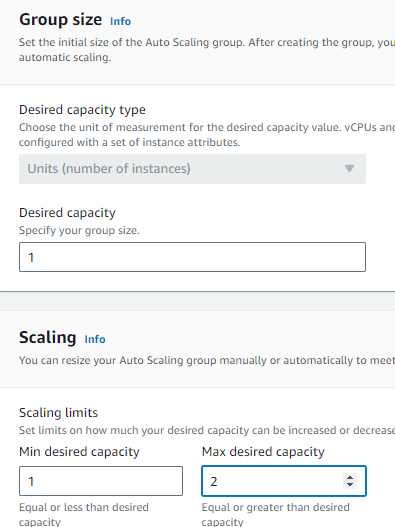 Group size Info
Set the initial size of the Auto Scaling group. After creating the group, you
automatic scaling.
Desired capacity type
Choose the unit of measurement for the desired capacity value. vCPUs and
configured with a set of instance attributes.
Units (number of instances)
Desired capacity
Specify your group size.
1
Scaling Info
You can resize your Auto Scaling group manually or automatically to meet
Scaling limits
Set limits on how much your desired capacity can be increased or decrease
Min desired capacity Max desired capacity
1 2
Equal or less than desired Equal or greater than desired
capacity capacity